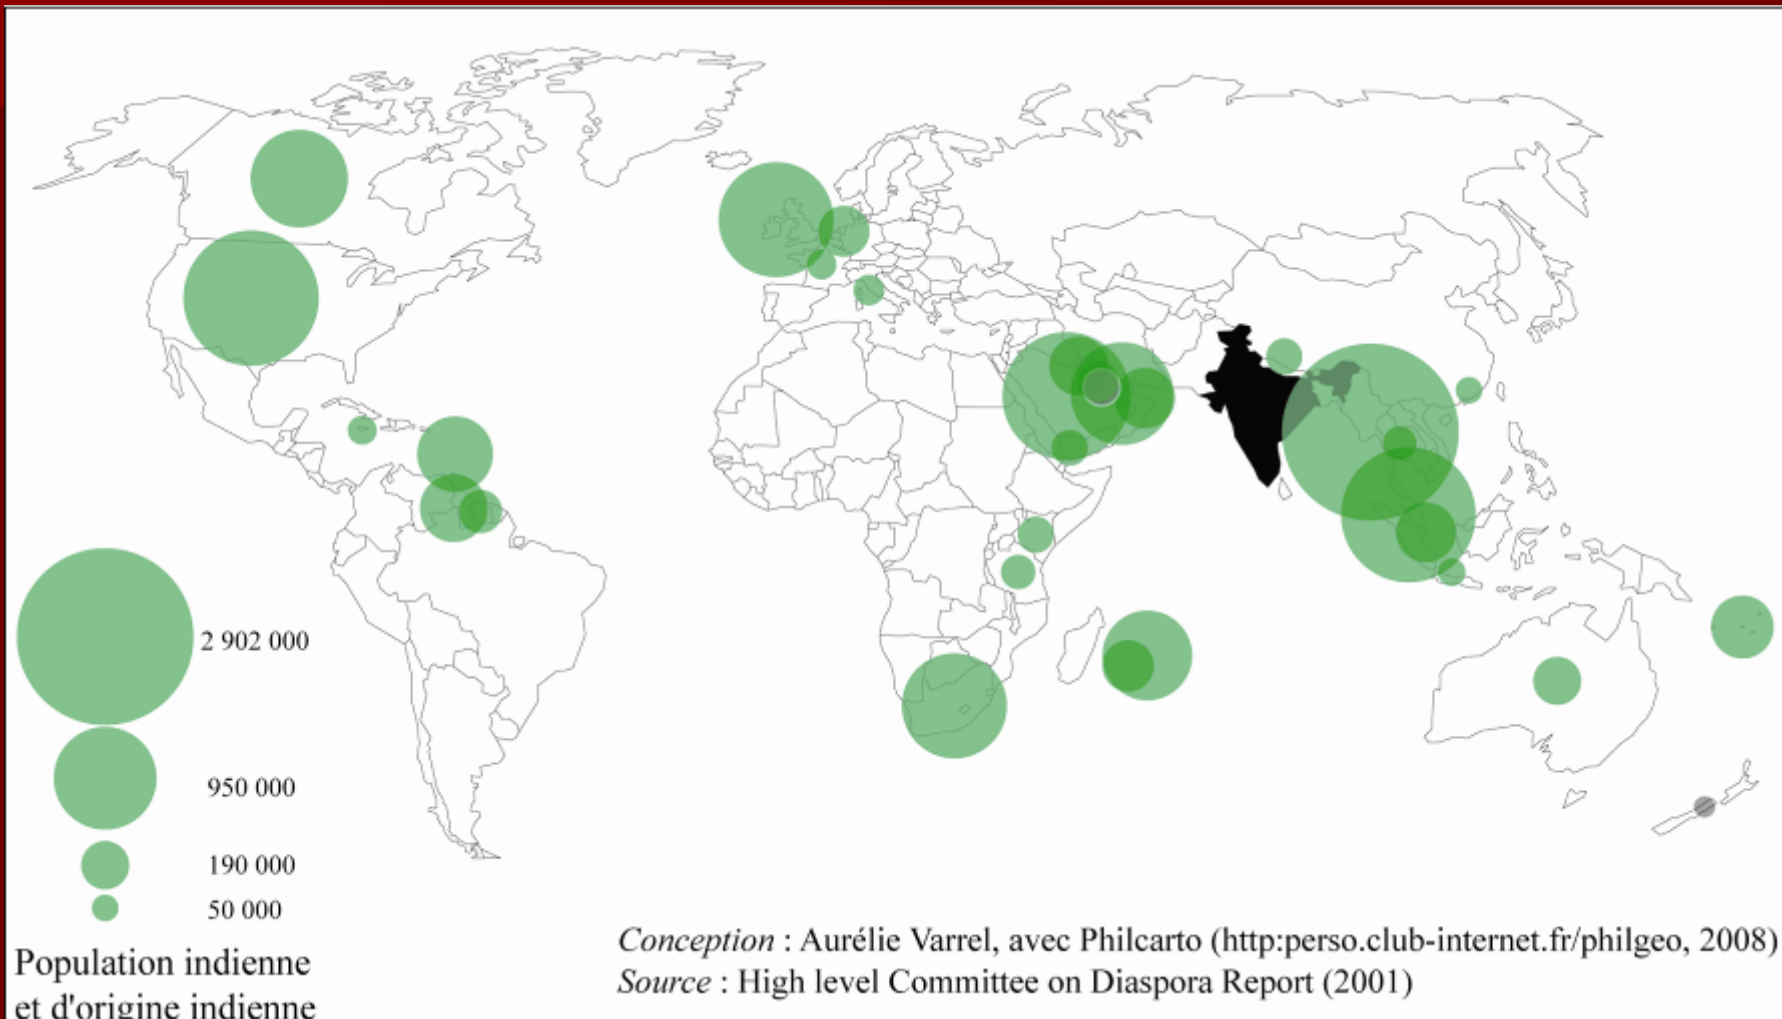 2 902 000
950 000
190 000
50 000
Population indienne
et d'origine indienne
Conception : Aurélie Varrel, avec Philcarto (http:perso.club-internet.fr/philgeo, 2008)
Source : High level Committee on Diaspora Report (2001)